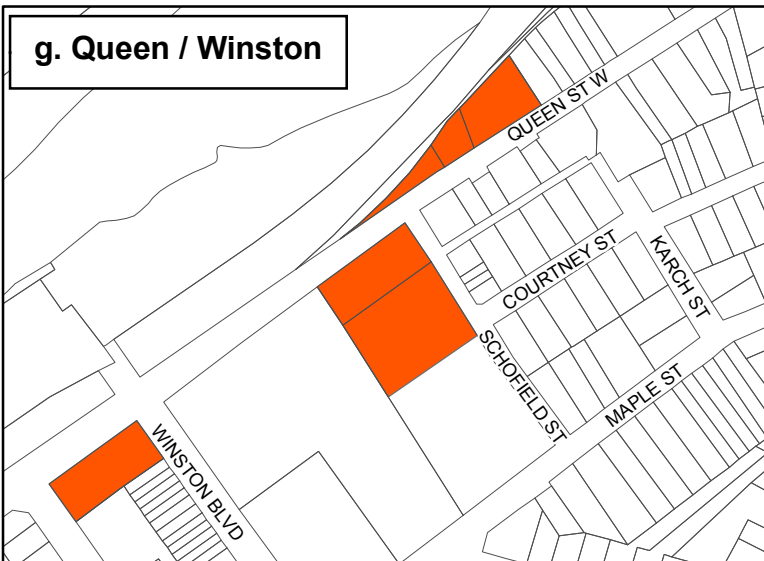 g. Queen / Winston
QUEEN ST W
COURTNEY ST
KARCH ST
SCHOFIELD ST
MAPLE ST
WINSTON BLVD